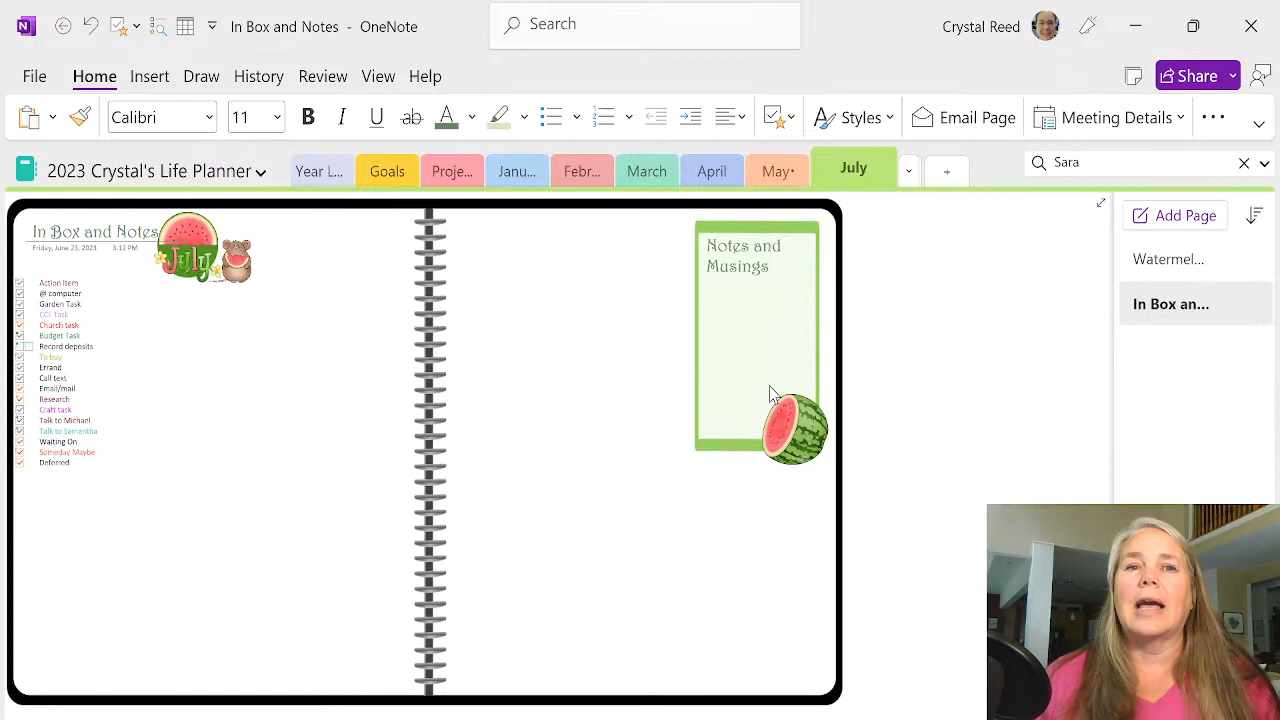 In Box and Notes - OneNote
Search
Crystal Reed
File Home Insert Draw History Review View Help
Share
Calibri
11
B I U ab A
Styles
Email Page
Meeting Details
2023 Crystal's Life Planner
Year L...
Goals
Proje...
Janu...
Febr...
March
April
May
July
+
Sara
In Box and Notes
Friday, June 23, 2023 3:12 PM
July
Action Item
@ computer
Garden Task
CCL Task
Church task
Budget Task
Record deposits
To buy
Errand
Call text
Email/mail
Research
Craft task
Talk to Michael
Talk to Samantha
Waiting On
Someday Maybe
Deferred
Notes and
Musings
Add Page
Watermel...
In Box an...